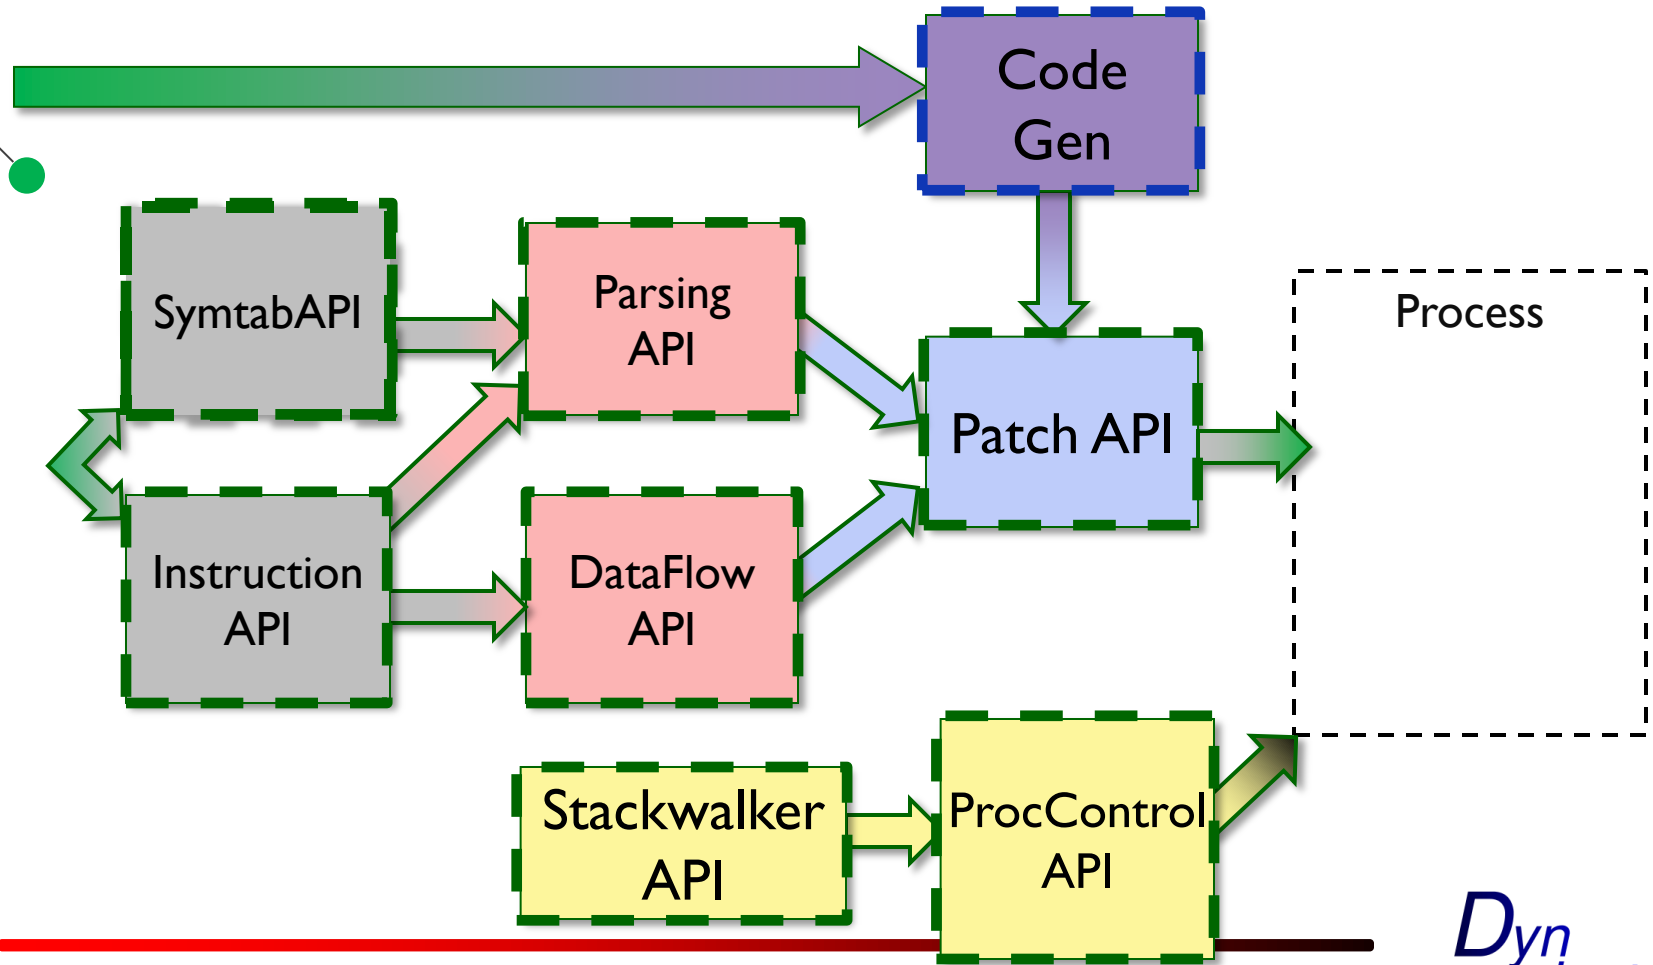 Code
Gen
SymtabAPI
Parsing
API
Process
Patch API
Instruction
API
DataFlow
API
Stackwalker
API
ProcControl
API
Dyn